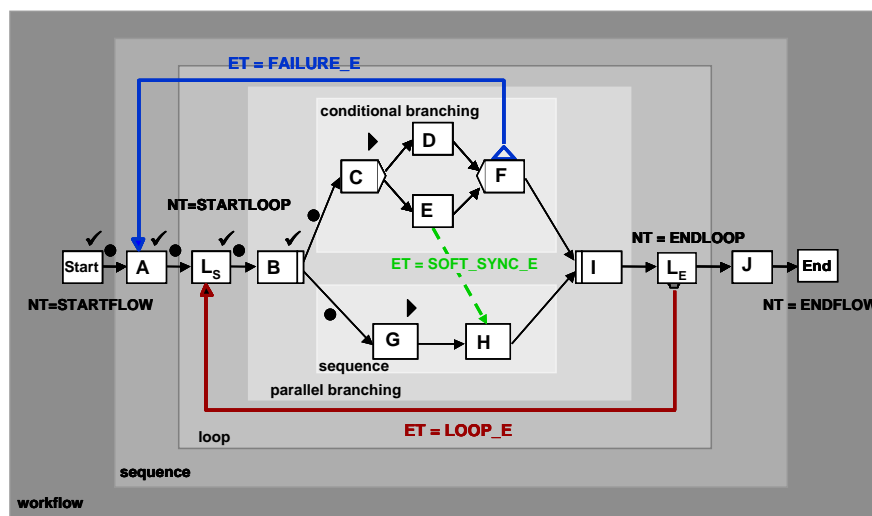 ET = FAILURE_E
conditional branching
D
C
F
NT=STARTLOOP
E
NT = ENDLOOP
Start
A
LS
B
ET = SOFT_SYNC_E
I
LE
J
End
NT=STARTFLOW
NT = ENDFLOW
G
H
sequence
parallel branching
loop
ET = LOOP_E
sequence
workflow